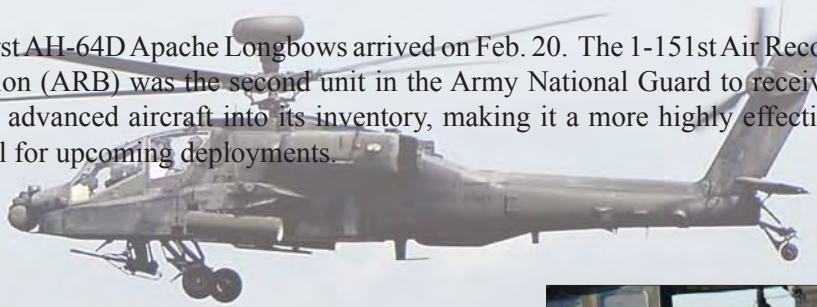 rst AH-64D Apache Longbows arrived on Feb. 20. The 1-151st Air Reco
ion (ARB) was the second unit in the Army National Guard to receiv
advanced aircraft into its inventory, making it a more highly effecti
l for upcoming deployments.